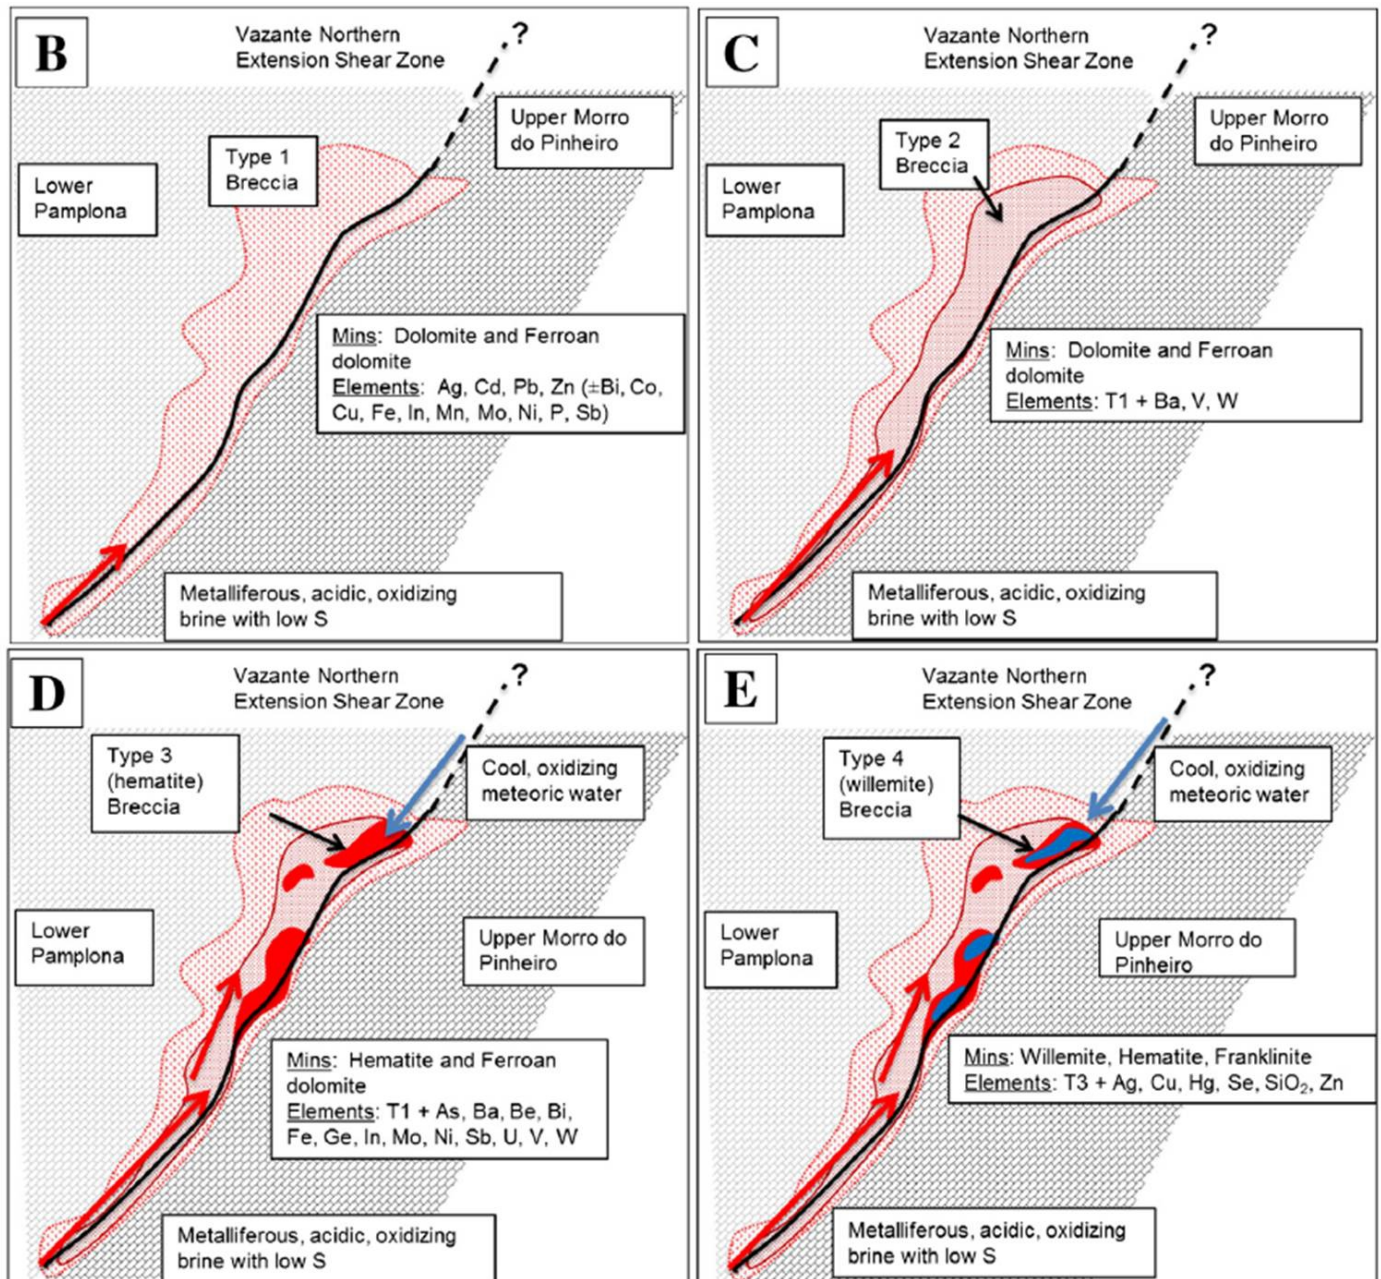 B
Vazante Northern
Extension Shear Zone
?
Upper Morro
do Pinheiro
Type 1
Breccia
Lower
Pamplona
Mins: Dolomite and Ferroan
dolomite
Elements: Ag, Cd, Pb, Zn (±Bi, Co,
Cu, Fe, In, Mn, Mo, Ni, P, Sb)
Metalliferous, acidic, oxidizing
brine with low S
C
Vazante Northern
Extension Shear Zone
?
Upper Morro
do Pinheiro
Type 2
Breccia
Lower
Pamplona
Mins: Dolomite and Ferroan
dolomite
Elements: T1 + Ba, V, W
Metalliferous, acidic, oxidizing
brine with low S
D
Vazante Northern
Extension Shear Zone
?
Type 3
(hematite)
Breccia
Cool, oxidizing
meteoric water
Lower
Pamplona
Upper Morro do
Pinheiro
Mins: Hematite and Ferroan
dolomite
Elements: T1 + As, Ba, Be, Bi,
Fe, Ge, In, Mo, Ni, Sb, U, V, W
Metalliferous, acidic, oxidizing
brine with low S
E
Vazante Northern
Extension Shear Zone
?
Type 4
(willemite)
Breccia
Cool, oxidizing
meteoric water
Lower
Pamplona
Upper Morro do
Pinheiro
Mins: Willemite, Hematite, Franklinite
Elements: T3 + Ag, Cu, Hg, Se, SiO₂, Zn
Metalliferous, acidic, oxidizing
brine with low S